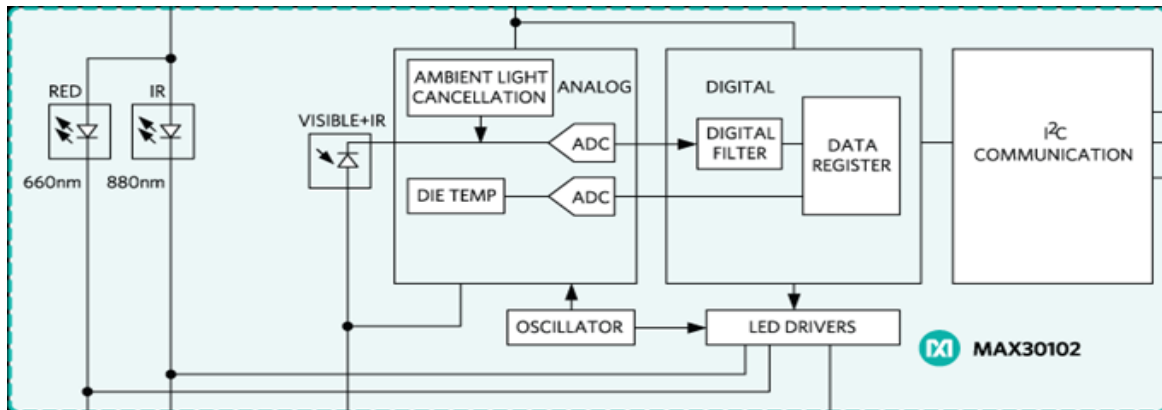 RED
IR
660nm
880nm
VISIBLE+IR
AMBIENT LIGHT
CANCELLATION
ANALOG
ADC
DIE TEMP
ADC
DIGITAL
DIGITAL
FILTER
DATA
REGISTER
I²C
COMMUNICATION
OSCILLATOR
LED DRIVERS
MAX30102